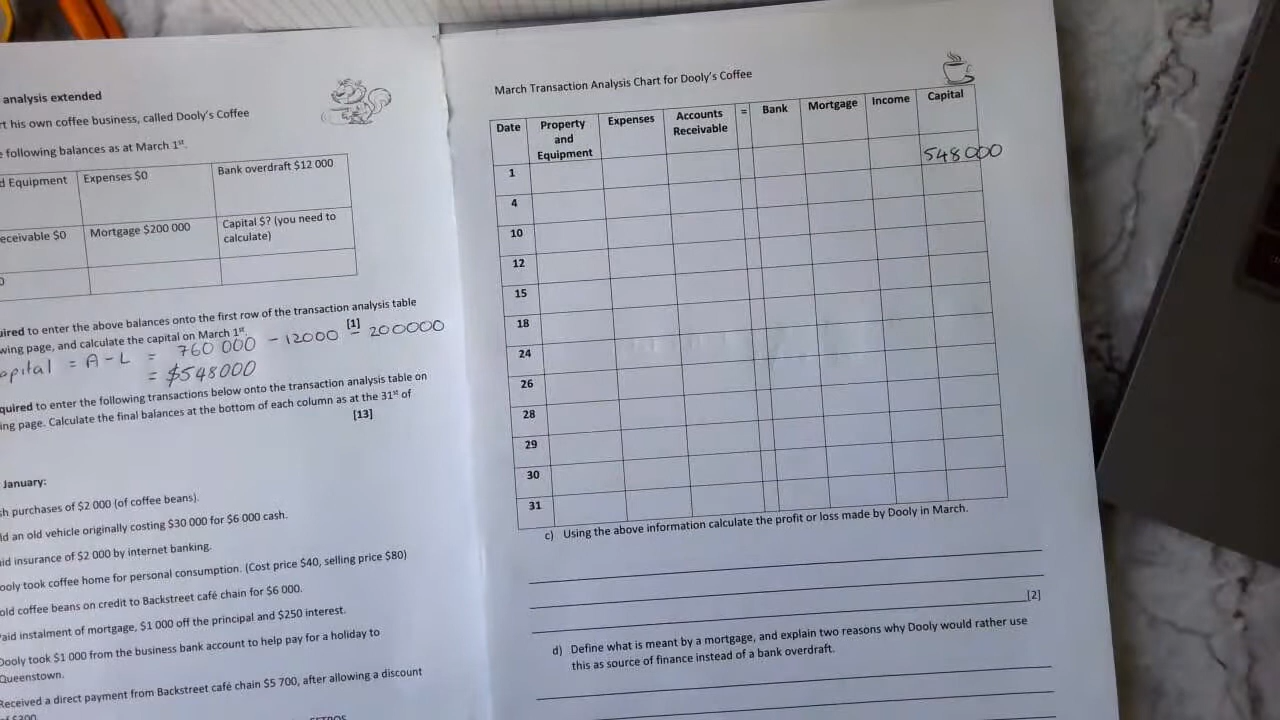 analysis extended
rt his own coffee business, called Dooly's Coffee
e following balances as at March 1st.
d Equipment Expenses $0 Bank overdraft $12 000
eceivable $0 Mortgage $200 000 Capital $? (you need to
calculate)
uired to enter the above balances onto the first row of the transaction analysis table
wing page, and calculate the capital on March 1st. [1]
apital = A - L = 760 000 - 12000 - 200000
= $548000
quired to enter the following transactions below onto the transaction analysis table on
ing page. Calculate the final balances at the bottom of each column as at the 31st of
[13]
January:
sh purchases of $2 000 (of coffee beans).
ld an old vehicle originally costing $30 000 for $6 000 cash.
aid insurance of $2 000 by internet banking.
ooly took coffee home for personal consumption. (Cost price $40, selling price $80)
old coffee beans on credit to Backstreet café chain for $6 000.
Paid instalment of mortgage, $1 000 off the principal and $250 interest.
Dooly took $1 000 from the business bank account to help pay for a holiday to
Queenstown.
Received a direct payment from Backstreet café chain $5 700, after allowing a discount
of $300
March Transaction Analysis Chart for Dooly's Coffee
Date Property Expenses Accounts = Bank Mortgage Income Capital
and Receivable
Equipment
1 548000
4
10
12
15
18
24
26
28
29
30
31
c) Using the above information calculate the profit or loss made by Dooly in March.
[2]
d) Define what is meant by a mortgage, and explain two reasons why Dooly would rather use
this as source of finance instead of a bank overdraft.